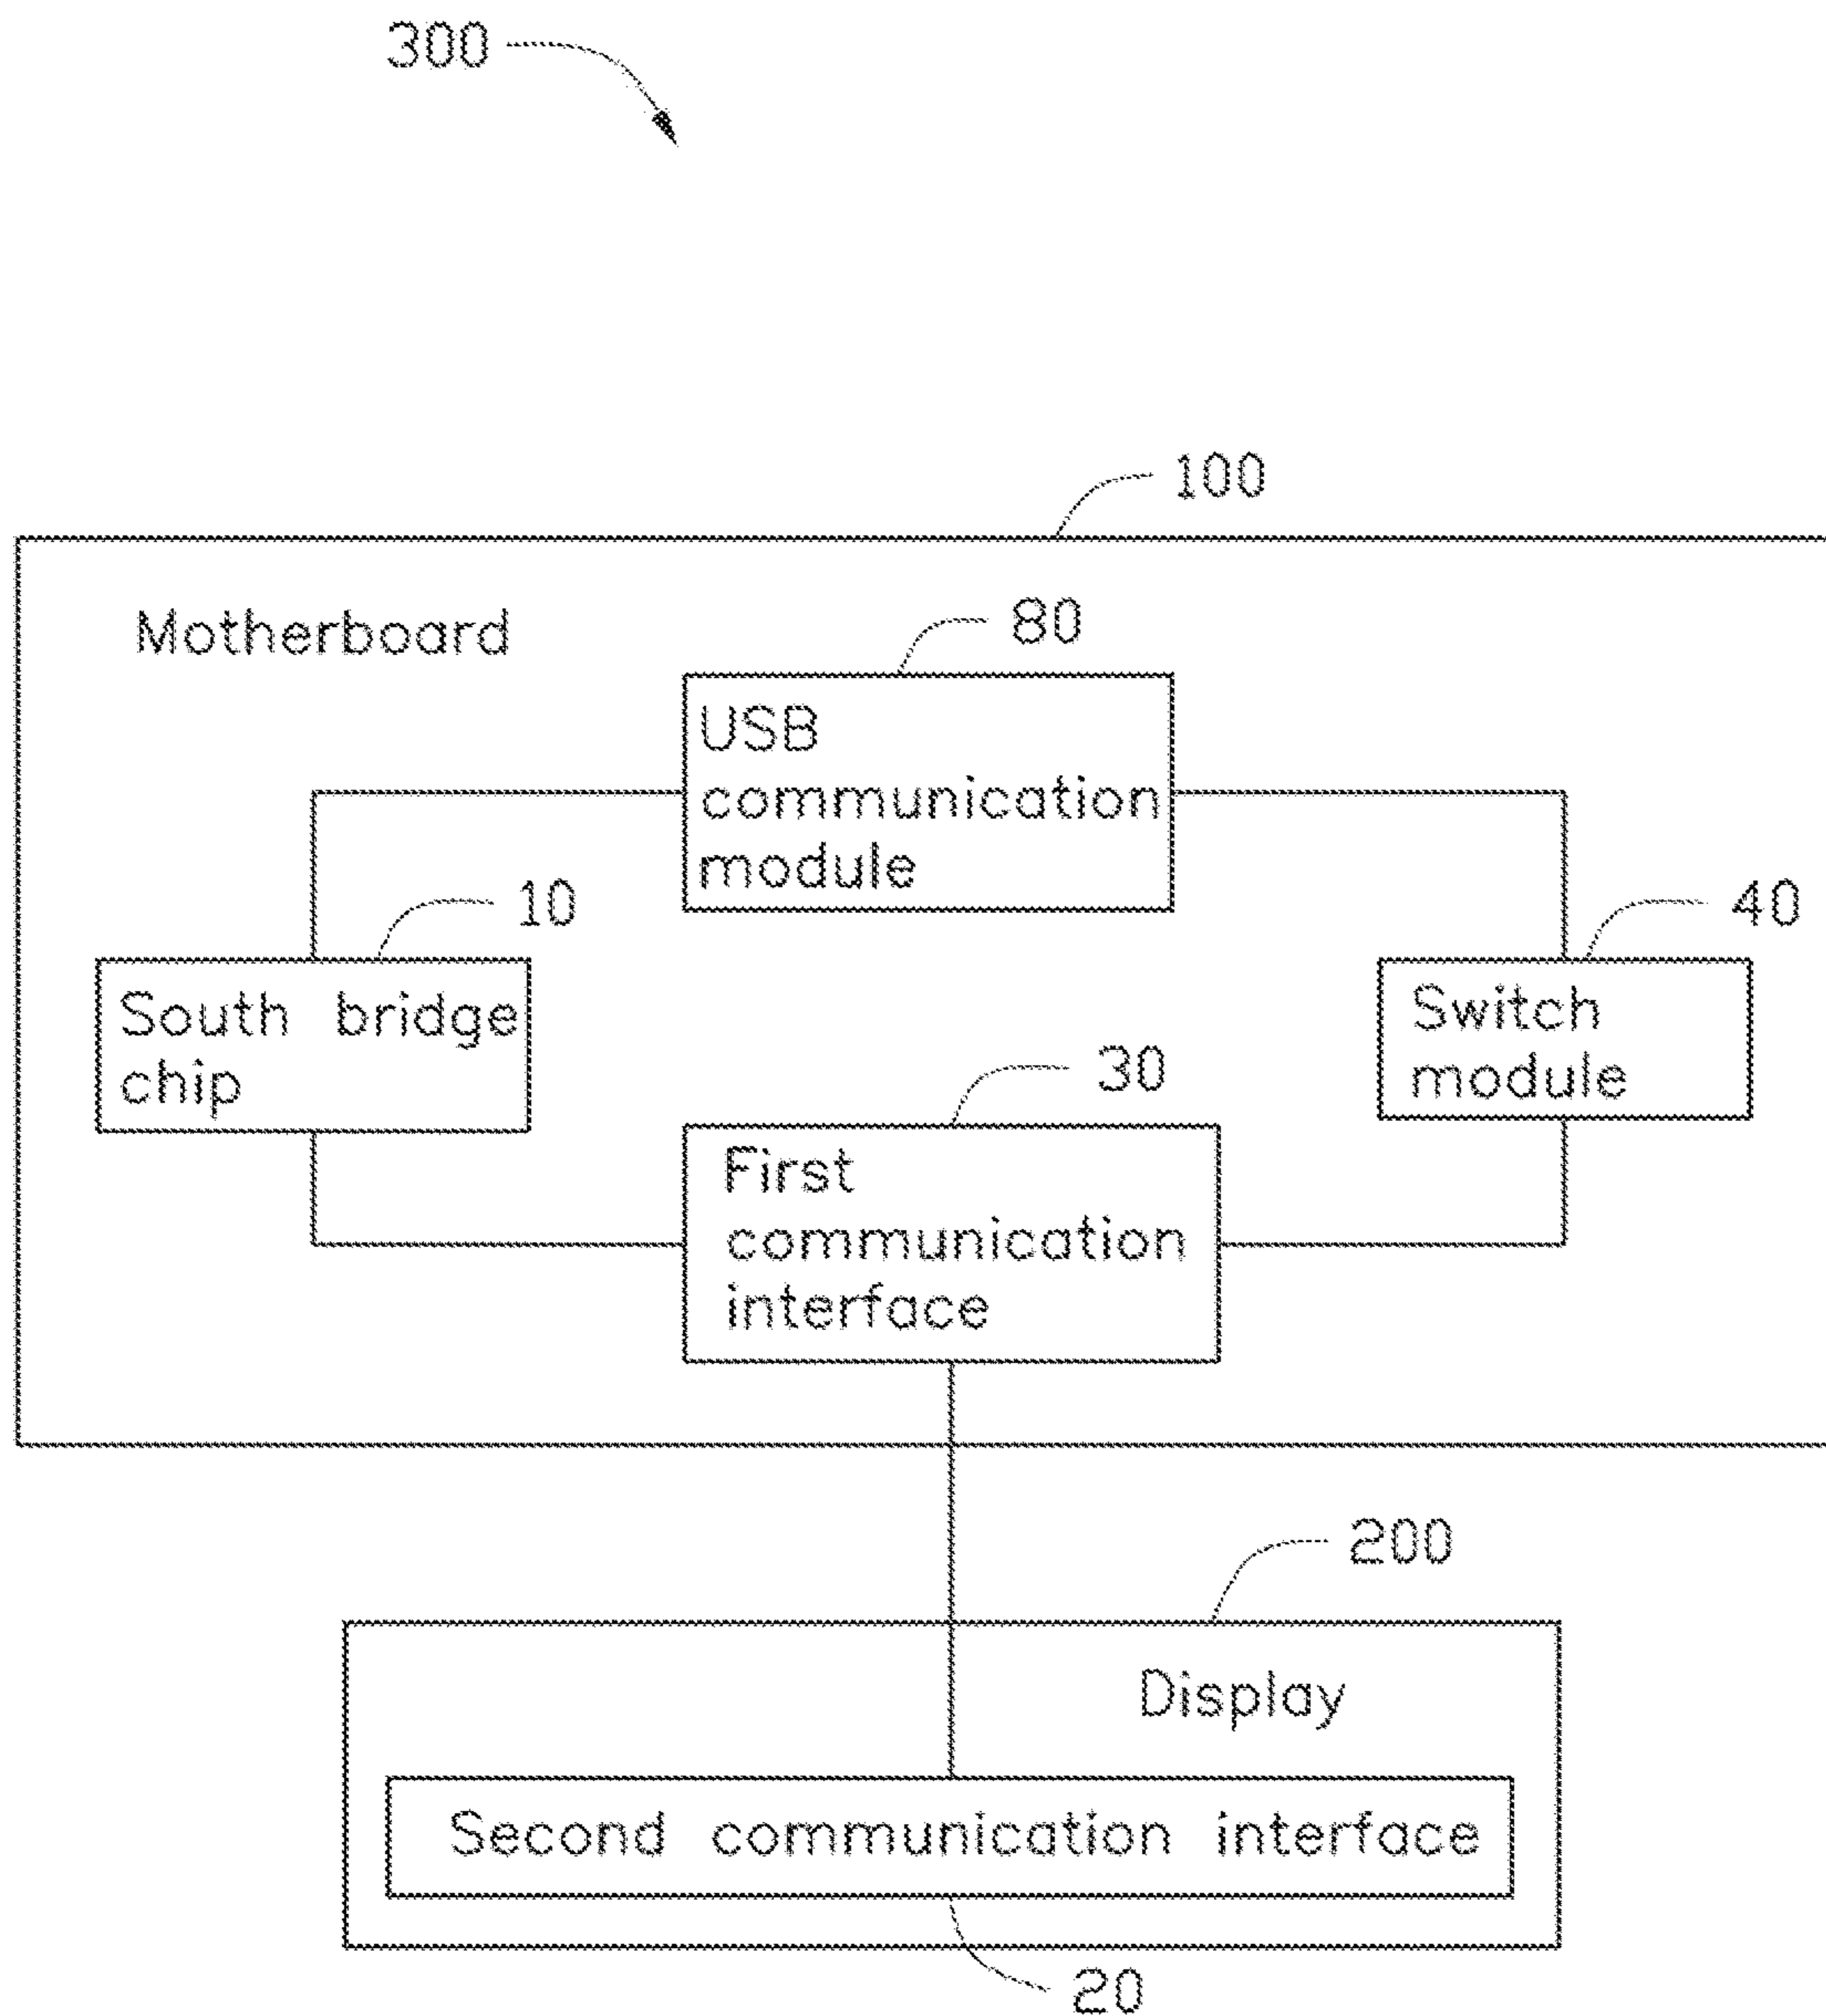 300
100
Motherboard
80
USB
communication
module
10
40
South bridge
chip
Switch
module
30
First
communication
interface
200
Display
Second communication interface
20